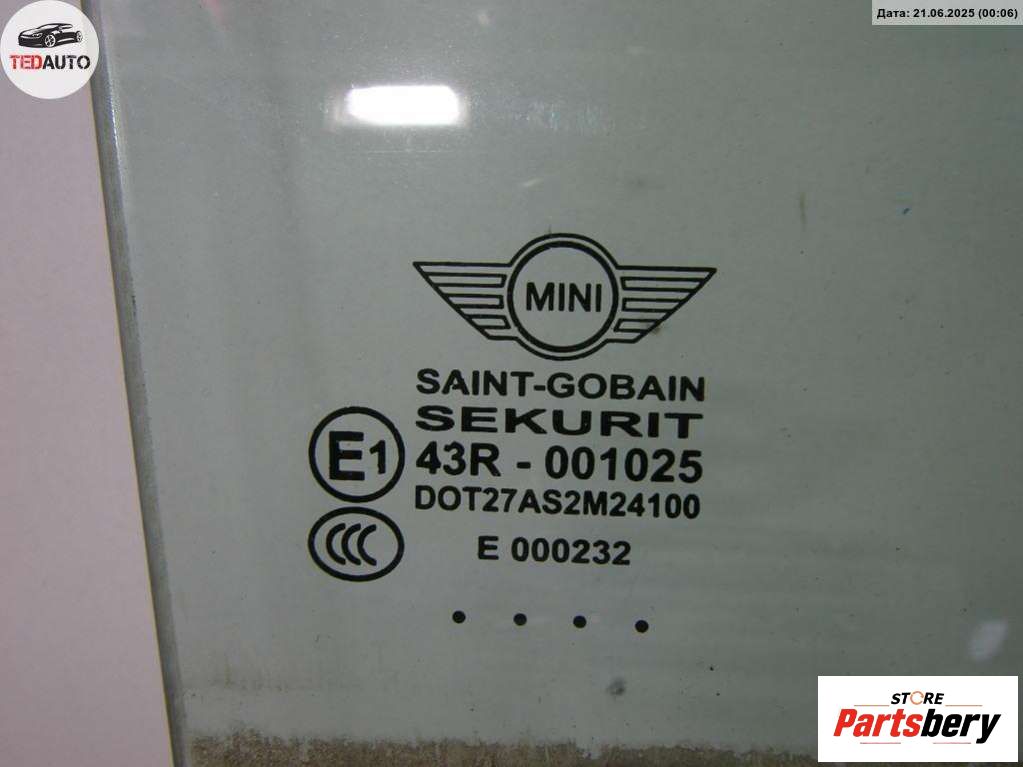 TEDAUTO
Дата: 21.06.2025 (00:06)
MINI
SAINT-GOBAIN
SEKURIT
E1
43R - 001025
DOT27AS2M24100
CCC
E 000232
. . . .
STORE
Partsbery